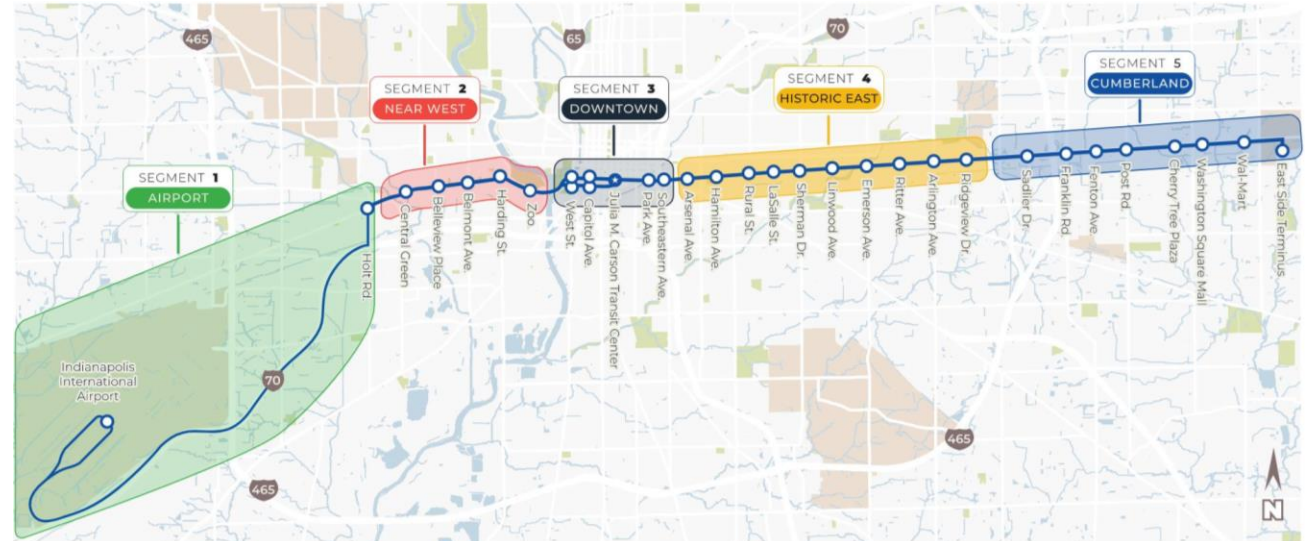 465
65
70
SEGMENT 1
AIRPORT
SEGMENT 2
NEAR WEST
SEGMENT 3
DOWNTOWN
SEGMENT 4
HISTORIC EAST
SEGMENT 5
CUMBERLAND
Indianapolis
International
Airport
70
465
465
Holt Rd.
Central Green
Belleview Place
Belmont Ave.
Harding St.
Zoo.
West St.
Capitol Ave.
Julia M. Carson Transit Center
Park Ave.
Southeastern Ave.
Arsenal Ave.
Hamilton Ave.
Rural St.
LaSalle St.
Sherman Dr.
Linwood Ave.
Emerson Ave.
Ritter Ave.
Arlington Ave.
Ridgeview Dr.
Sadlier Dr.
Franklin Rd.
Fenton Ave.
Post Rd.
Cherry Tree Plaza
Washington Square Mall
Wal-Mart
East Side Terminus
N